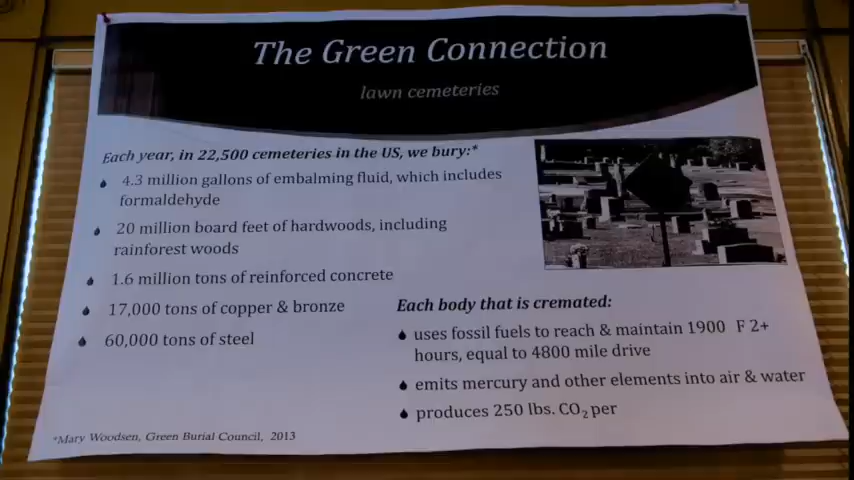 The Green Connection
lawn cemeteries
Each year, in 22,500 cemeteries in the US, we bury:*
4.3 million gallons of embalming fluid, which includes
formaldehyde
20 million board feet of hardwoods, including
rainforest woods
1.6 million tons of reinforced concrete
17,000 tons of copper & bronze
60,000 tons of steel
Each body that is cremated:
uses fossil fuels to reach & maintain 1900 F 2+
hours, equal to 4800 mile drive
emits mercury and other elements into air & water
produces 250 lbs. CO₂ per
*Mary Woodsen, Green Burial Council, 2013